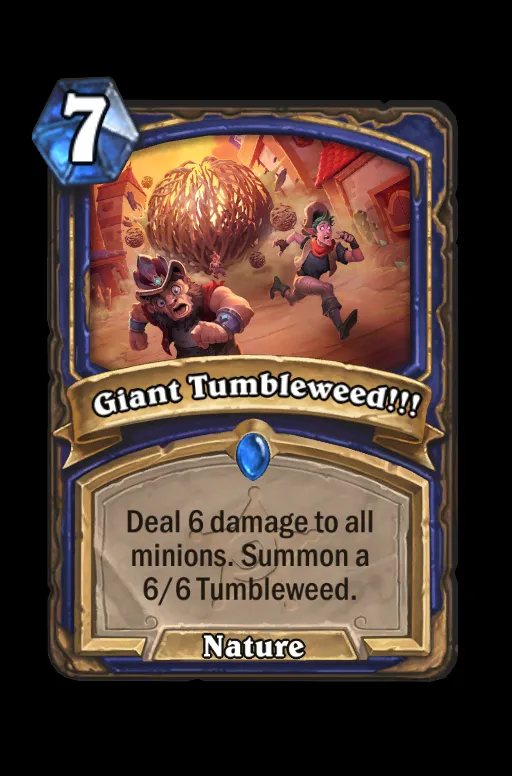 7
Giant Tumbleweed!!!
Deal 6 damage to all
minions. Summon a
6/6 Tumbleweed.
Nature